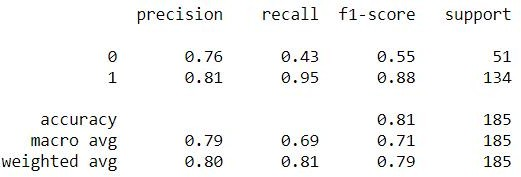 precision recall f1-score support
0 0.76 0.43 0.55 51
1 0.81 0.95 0.88 134
accuracy 0.81 185
macro avg 0.79 0.69 0.71 185
weighted avg 0.80 0.81 0.79 185